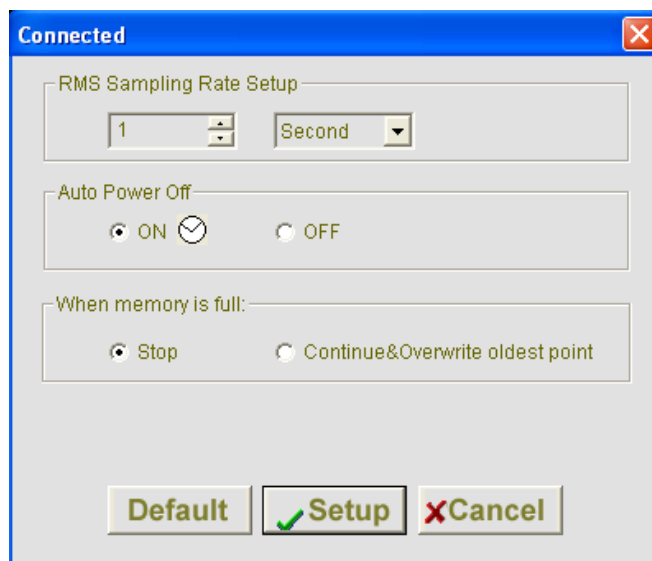 Connected
RMS Sampling Rate Setup
1 Second
Auto Power Off
ON OFF
When memory is full:
Stop Continue&Overwrite oldest point
Default Setup Cancel